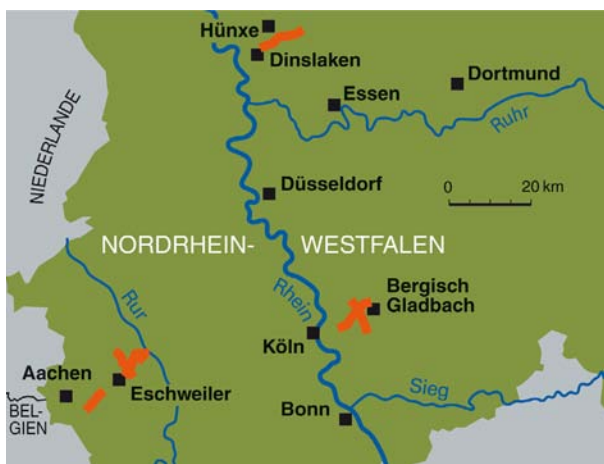 Hünxe
Dinslaken
Dortmund
Essen
Ruhr
NIEDERLANDE
Düsseldorf
0 20 km
NORDRHEIN-
WESTFALEN
Rhein
Bergisch
Gladbach
Rur
Köln
Aachen
Eschweiler
Sieg
BEL-
GIEN
Bonn